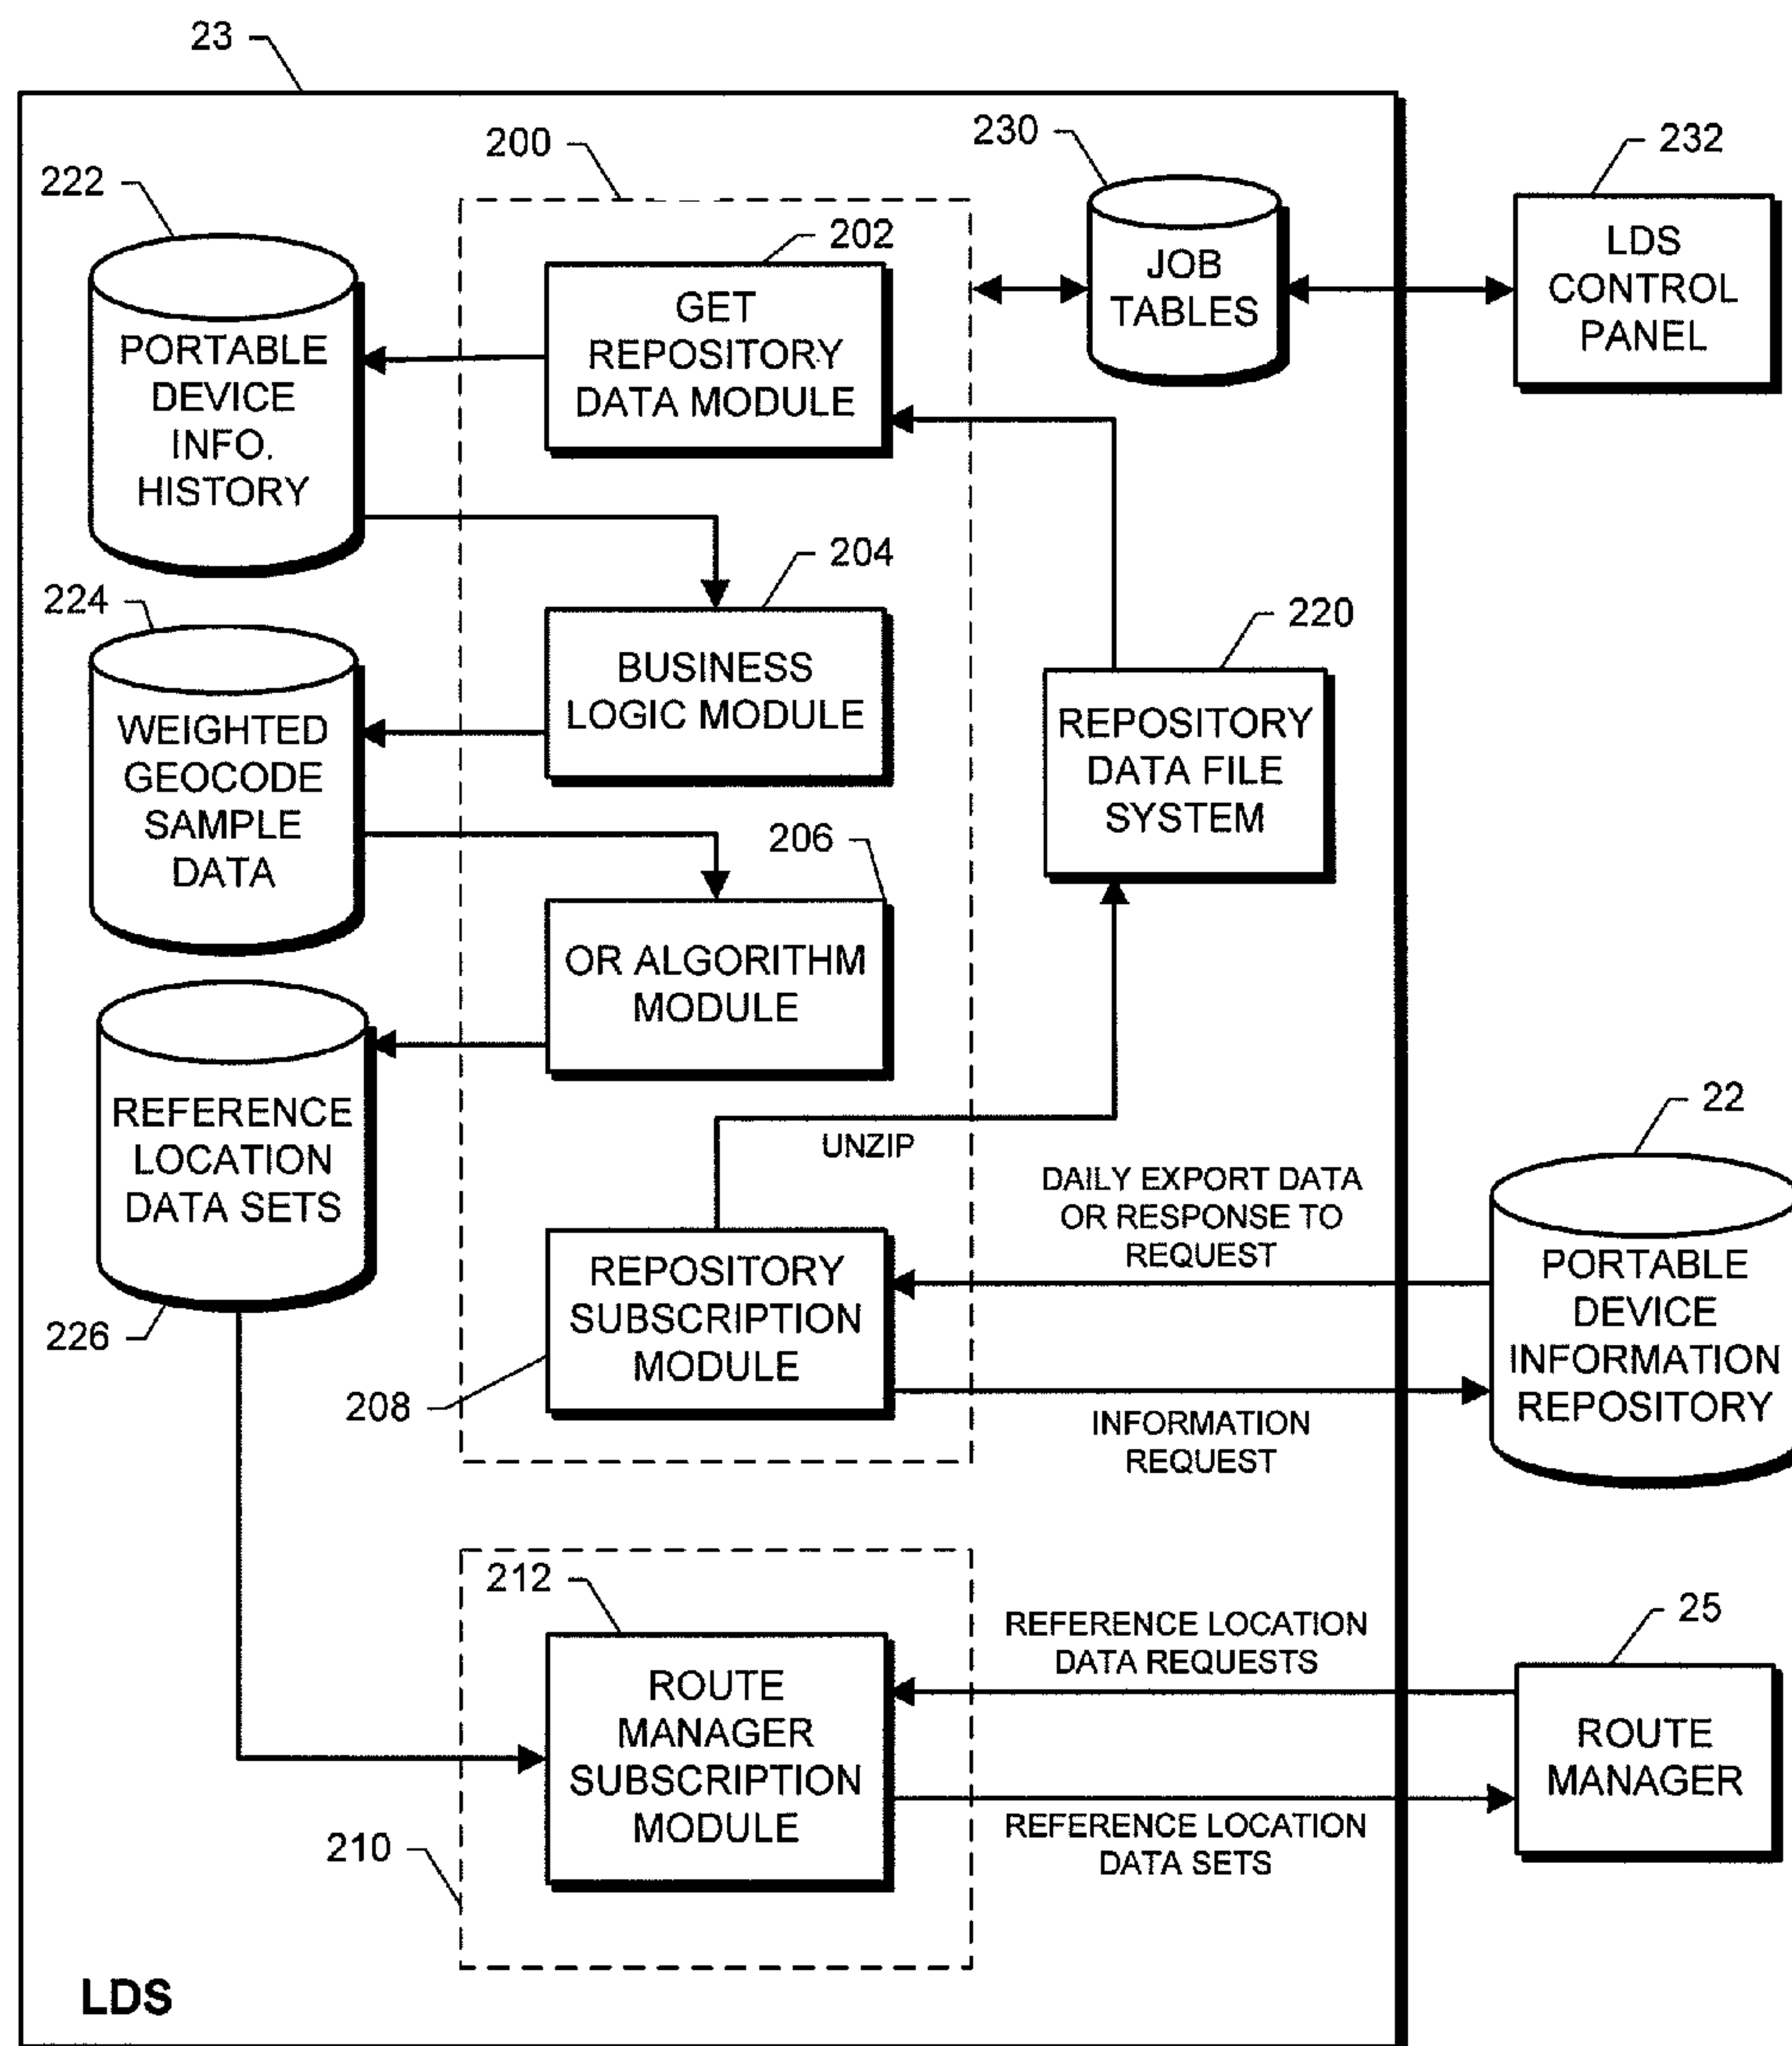 23
200
230
232
222
202
LDS
CONTROL
PANEL
JOB
TABLES
GET
REPOSITORY
DATA MODULE
PORTABLE
DEVICE
INFO.
HISTORY
204
224
220
BUSINESS
LOGIC MODULE
REPOSITORY
DATA FILE
SYSTEM
WEIGHTED
GEOCODE
SAMPLE
DATA
206
OR ALGORITHM
MODULE
REFERENCE
LOCATION
DATA SETS
22
UNZIP
DAILY EXPORT DATA
OR RESPONSE TO
REQUEST
REPOSITORY
SUBSCRIPTION
MODULE
PORTABLE
DEVICE
INFORMATION
REPOSITORY
226
208
INFORMATION
REQUEST
212
25
REFERENCE LOCATION
DATA REQUESTS
ROUTE
MANAGER
SUBSCRIPTION
MODULE
ROUTE
MANAGER
REFERENCE LOCATION
DATA SETS
210
LDS